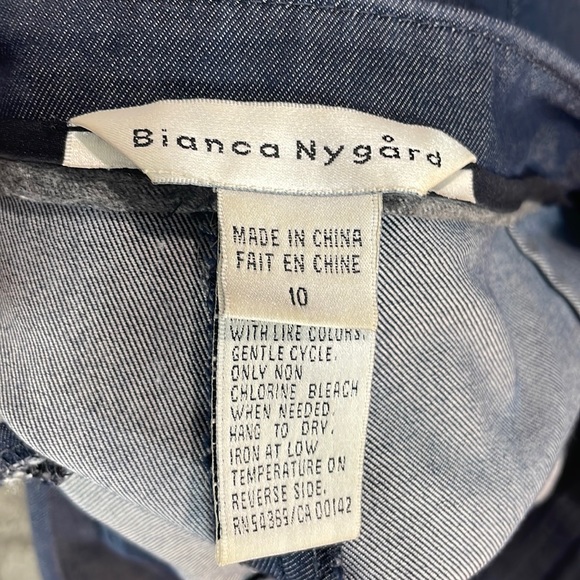 Bianca Nygård
MADE IN CHINA
FAIT EN CHINE
10
WITH LIKE COLORS.
GENTLE CYCLE.
ONLY NON
CHLORINE BLEACH
WHEN NEEDED.
HANG TO DRY.
IRON AT LOW
TEMPERATURE ON
REVERSE SIDE.
RN54365/CA 00142